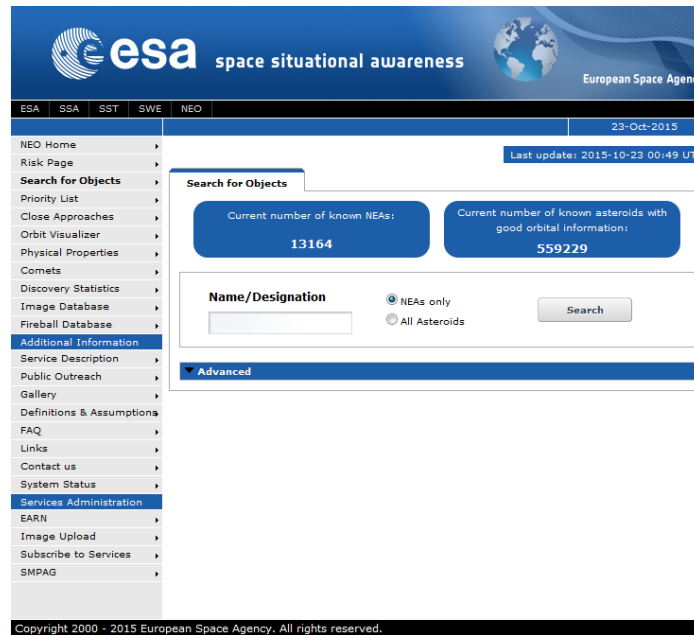 esa space situational awareness
European Space Agen
ESA SSA SST SWE NEO
23-Oct-2015
Last update: 2015-10-23 00:49 UT
NEO Home
Risk Page
Search for Objects
Priority List
Close Approaches
Orbit Visualizer
Physical Properties
Comets
Discovery Statistics
Image Database
Fireball Database
Additional Information
Service Description
Public Outreach
Gallery
Definitions & Assumptions
FAQ
Links
Contact us
System Status
Services Administration
EARN
Image Upload
Subscribe to Services
SMPAG
Search for Objects
Current number of known NEAs:
13164
Current number of known asteroids with
good orbital information:
559229
Name/Designation
NEAs only
All Asteroids
Search
Advanced
Copyright 2000 - 2015 European Space Agency. All rights reserved.